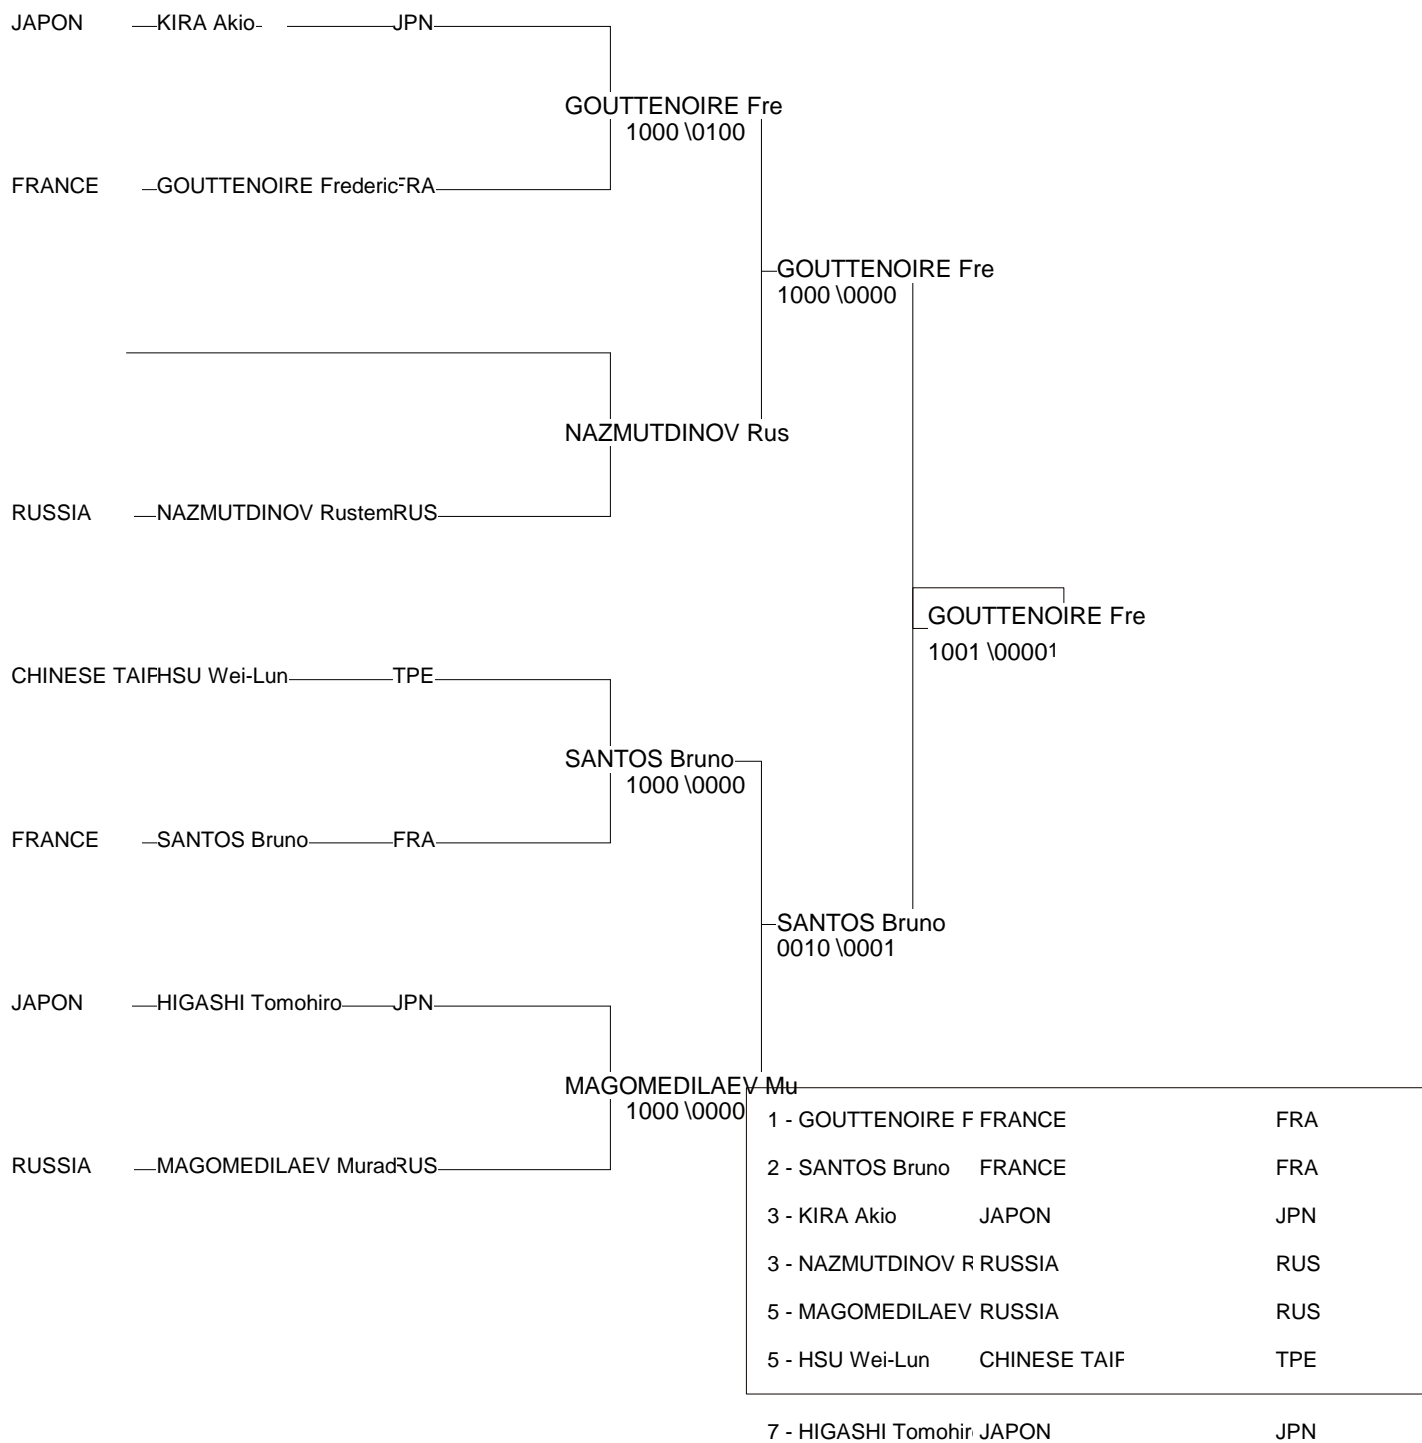 JAPON KIRA Akio JPN
GOUTTENOIRE Fre
1000 \0100
FRANCE GOUTTENOIRE Frederic FRA
GOUTTENOIRE Fre
1000 \0000
NAZMUTDINOV Rus
RUSSIA NAZMUTDINOV Rustem RUS
GOUTTENOIRE Fre
1001 \00001
CHINESE TAIP HSU Wei-Lun TPE
SANTOS Bruno
1000 \0000
FRANCE SANTOS Bruno FRA
SANTOS Bruno
0010 \0001
JAPON HIGASHI Tomohiro JPN
MAGOMEDILAEV Mu
1000 \0000
RUSSIA MAGOMEDILAEV Murad RUS
1 - GOUTTENOIRE F FRANCE FRA
2 - SANTOS Bruno FRANCE FRA
3 - KIRA Akio JAPON JPN
3 - NAZMUTDINOV R RUSSIA RUS
5 - MAGOMEDILAEV RUSSIA RUS
5 - HSU Wei-Lun CHINESE TAIP TPE
7 - HIGASHI Tomohir JAPON JPN